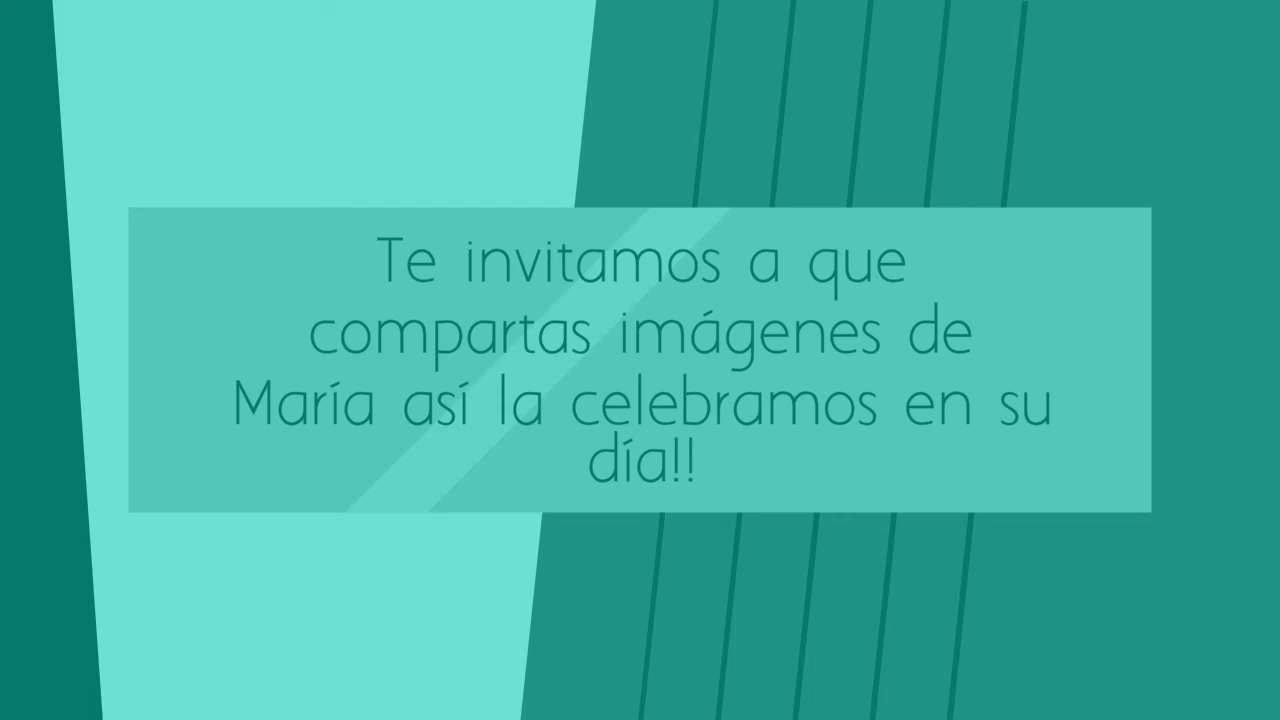 Te invitamos a que
compartas imágenes de
María así la celebramos en su
día!!